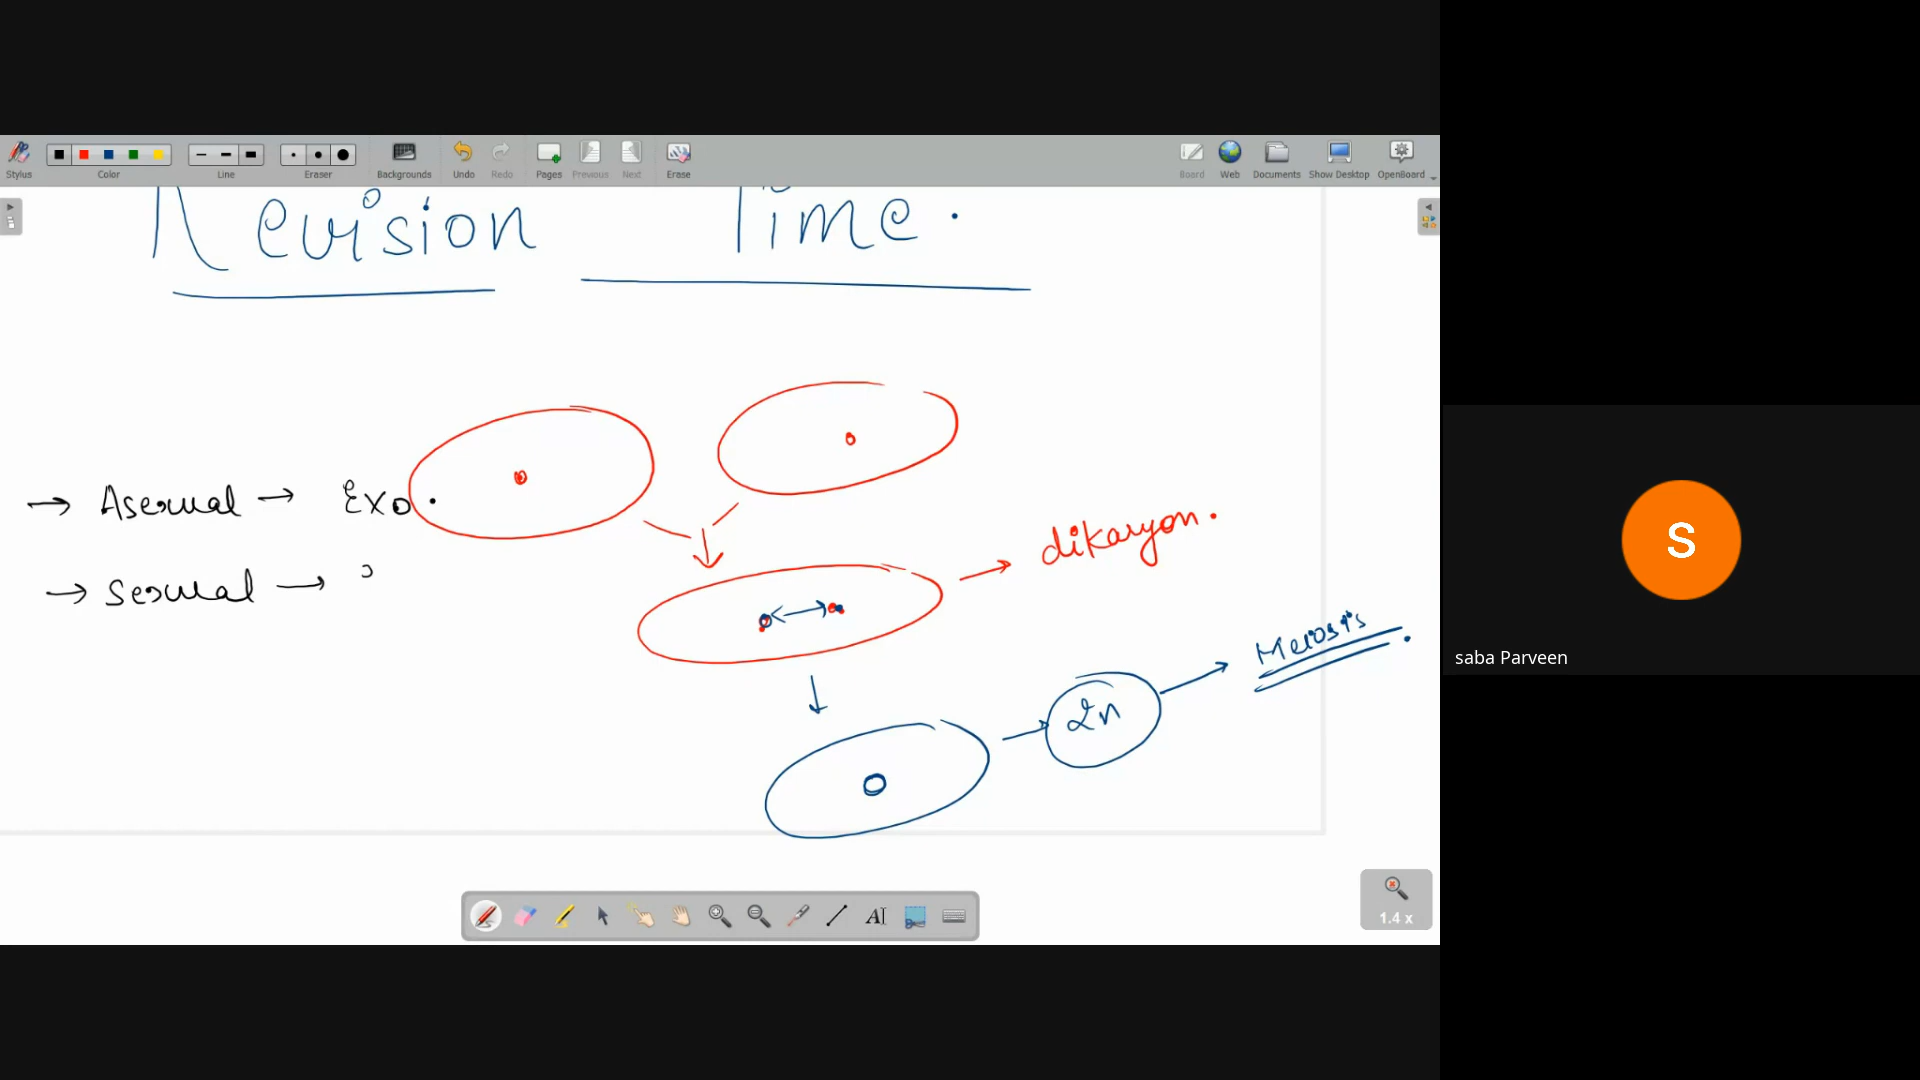 Stylus Color Line Eraser Backgrounds Undo Redo Pages Previous Next Erase Board Web Documents Show Desktop OpenBoard
Revision Time.
→ Asexual → Exo.
→ dikaryon.
→ Sexual →
2n → Meiosis.
S
saba Parveen
1.4 x